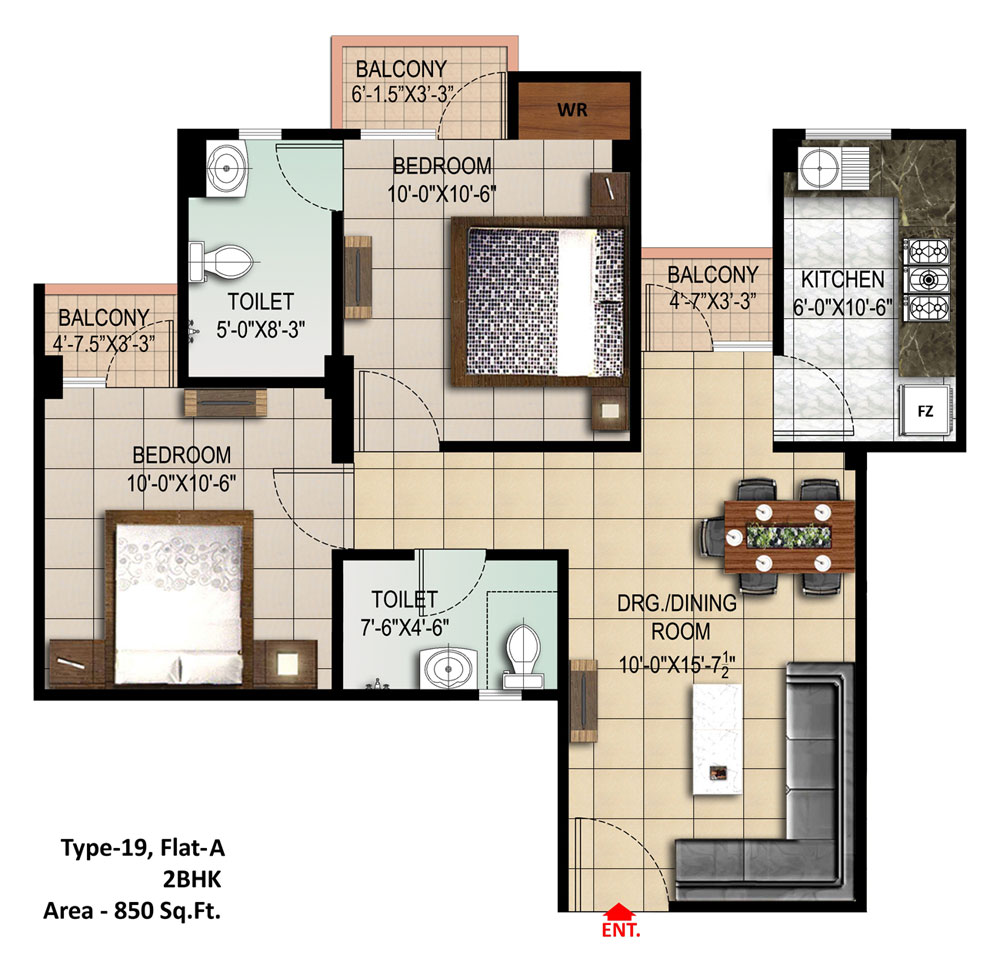 BALCONY
6'-1.5"X3'-3"
WR
BEDROOM
10'-0"X10'-6"
TOILET
5'-0"X8'-3"
BALCONY
4'-7"X3'-3"
KITCHEN
6'-0"X10'-6"
FZ
BALCONY
4'-7.5"X3'-3"
BEDROOM
10'-0"X10'-6"
TOILET
7'-6"X4'-6"
DRG./DINING
ROOM
10'-0"X15'-7½"
Type-19, Flat-A
2BHK
Area - 850 Sq.Ft.
ENT.